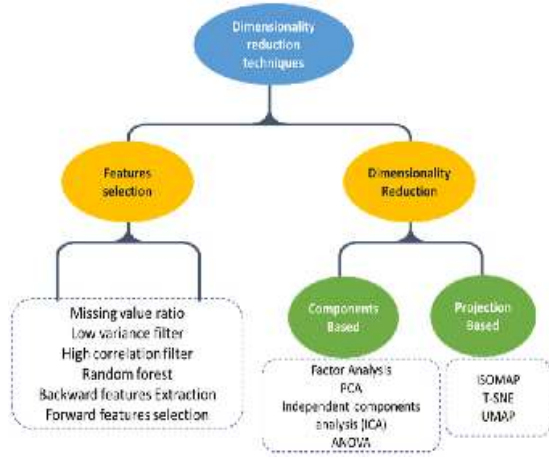 Dimensionality
reduction
techniques
Features
selection
Dimensionality
Reduction
Missing value ratio
Low variance filter
High correlation filter
Random forest
Backward features Extraction
Forward features selection
Components
Based
Projection
Based
Factor Analysis
PCA
Independent components
analysis (ICA)
ANOVA
ISOMAP
T-SNE
UMAP